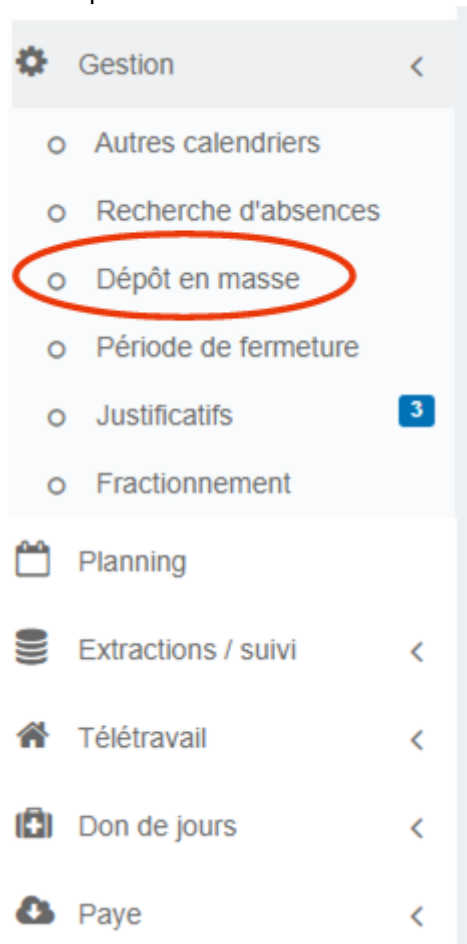 Gestion
Autres calendriers
Recherche d'absences
Dépôt en masse
Période de fermeture
Justificatifs 3
Fractionnement
Planning
Extractions / suivi
Télétravail
Don de jours
Paye